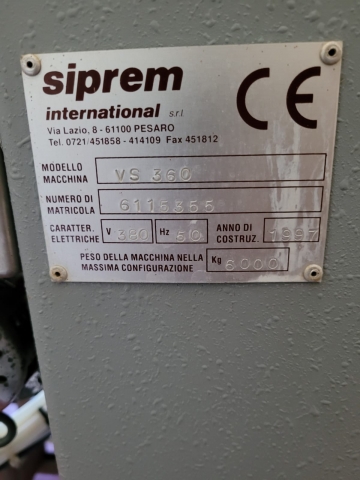 siprem
international srl
CE
Via Lazio, 8 - 61100 PESARO
Tel. 0721/451858 - 414109 Fax 451812
MODELLO MACCHINA VS 360
NUMERO DI MATRICOLA 6115355
CARATTER. ELETTRICHE V 380 Hz 50 ANNO DI COSTRUZ. 1997
PESO DELLA MACCHINA NELLA MASSIMA CONFIGURAZIONE Kg 6000